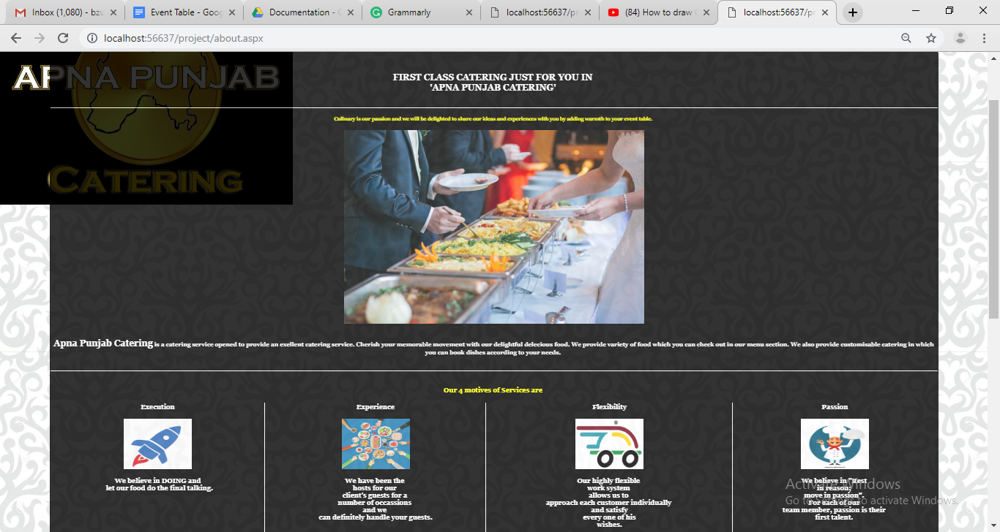 Inbox (1,080) - bzu
Event Table - Goog
Documentation - G
Grammarly
localhost:56637/pr
(84) How to draw
localhost:56637/pr
localhost:56637/project/about.aspx
APNA PUNJAB
CATERING
FIRST CLASS CATERING JUST FOR YOU IN
'APNA PUNJAB CATERING'
Culinary is our passion and we will be delighted to share our ideas and experiences with you by adding warmth to your event table.
Apna Punjab Catering is a catering service opened to provide an exellent catering service. Cherish your memorable movement with our delightful delecious food. We provide variety of food which you can check out in our menu section. We also provide customisable catering in which
you can book dishes according to your needs.
Our 4 motives of Services are
Execution
We believe in DOING and
let our food do the final talking.
Experience
We have been the
hosts for our
client's guests for a
number of occassions
and we
can definitely handle your guests.
Flexibility
Our highly flexible
work system
allows us to
approach each customer individually
and satisfy
every one of his
wishes.
Passion
We believe in "Rest
in reason;
move in passion".
For each of our
team member, passion is their
first talent.
Activate Windows
Go to Settings to activate Windows.